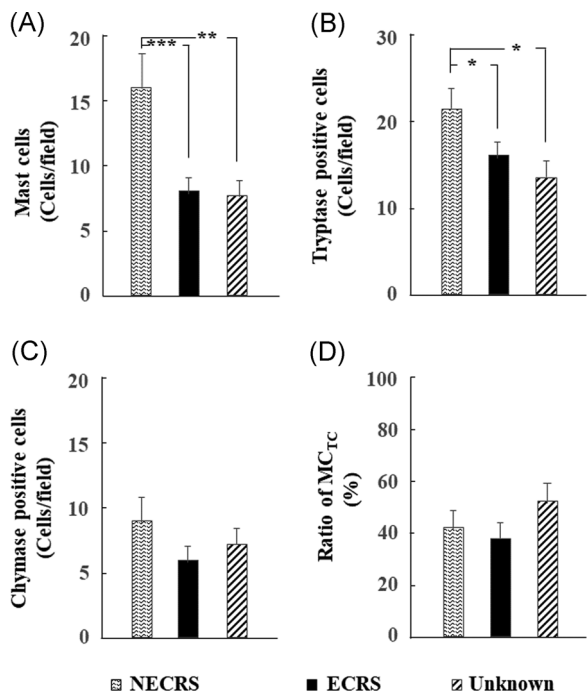 (A)
Mast cells
(Cells/field)
20
15
10
5
0
***
**
(B)
Tryptase positive cells
(Cells/field)
30
20
10
0
*
*
(C)
Chymase positive cells
(Cells/field)
20
15
10
5
0
(D)
Ratio of MCTC
(%)
100
80
60
40
20
0
NECRS
ECRS
Unknown